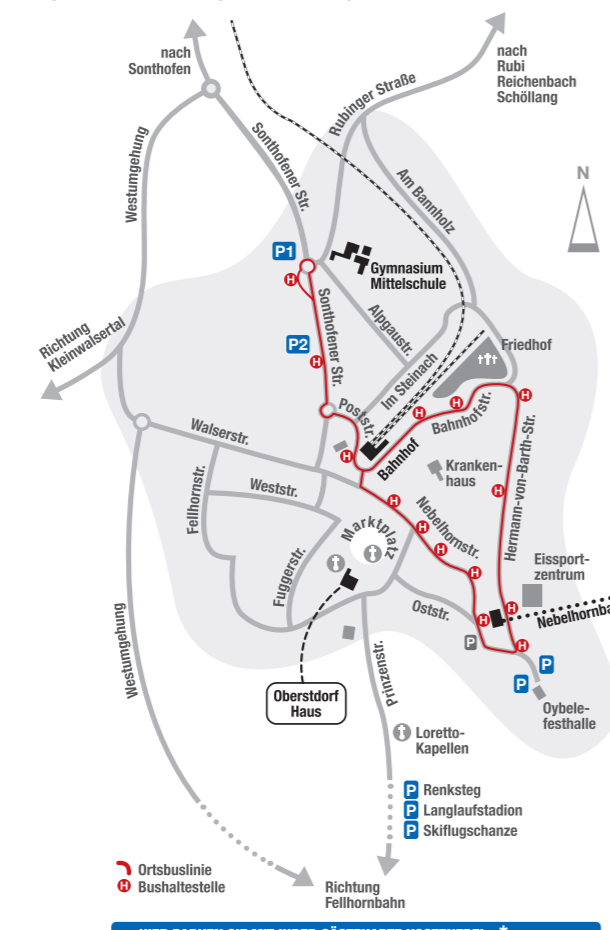 nach
Sonthofen
nach
Rubi
Reichenbach
Schöllang
Rubinger Straße
Sonthofener Str.
Westumgehung
Am Bannholz
N
P1
Gymnasium
Mittelschule
H
Sonthofener Str.
Alpgaustr.
P2
H
Richtung
Kleinwalsertal
Im Steinach
Friedhof
Poststr.
H
H
H
Bahnhofstr.
Walserstr.
H
Bahnhof
Kranken-
haus
Hermann-von-Barth-Str.
H
Fellhornstr.
Weststr.
H
Nebelhornstr.
Marktplatz
H
H
H
Eissport-
zentrum
Fuggerstr.
Oststr.
H
H
Nebelhornba
P
H
P
P
Westumgehung
Prinzenstr.
Oberstdorf
Haus
Oybele-
festhalle
Loretto-
Kapellen
P Renksteg
P Langlaufstadion
P Skiflugschanze
Ortsbuslinie
H Bushaltestelle
Richtung
Fellhornbahn